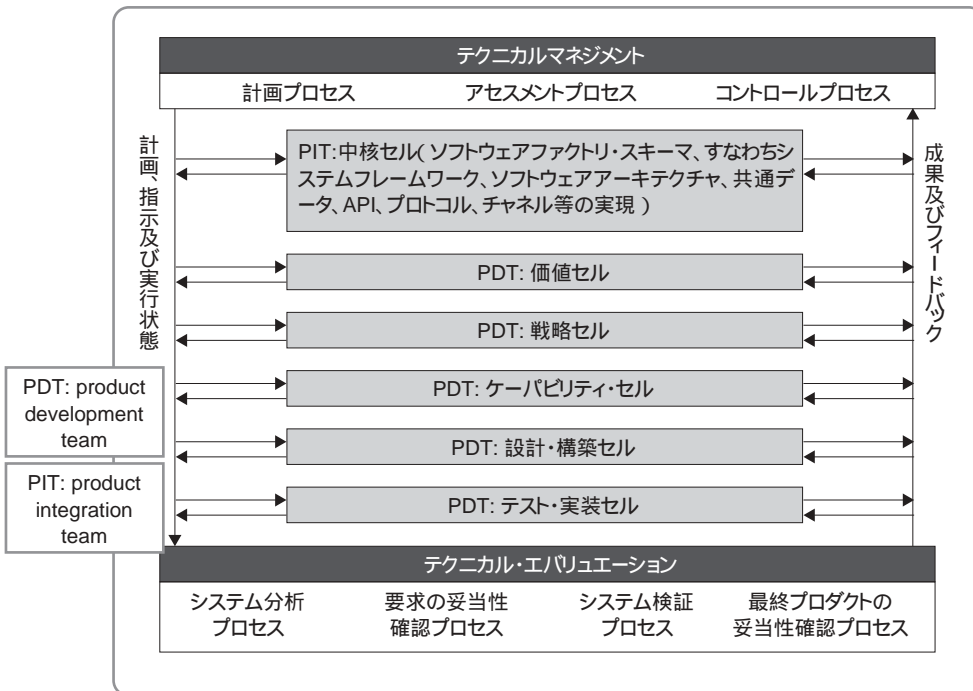 テクニカルマネジメント
計画プロセス アセスメントプロセス コントロールプロセス
計画、指示及び実行状態
PIT:中核セル(ソフトウェアファクトリ・スキーマ、すなわちシ
ステムフレームワーク、ソフトウェアアーキテクチャ、共通デ
ータ、API、プロトコル、チャネル等の実現)
成果及びフィードバック
PDT: 価値セル
PDT: 戦略セル
PDT: ケーパビリティ・セル
PDT: 設計・構築セル
PDT: テスト・実装セル
PDT: product
development
team
PIT: product
integration
team
テクニカル・エバリュエーション
システム分析 要求の妥当性 システム検証 最終プロダクトの
プロセス 確認プロセス プロセス 妥当性確認プロセス